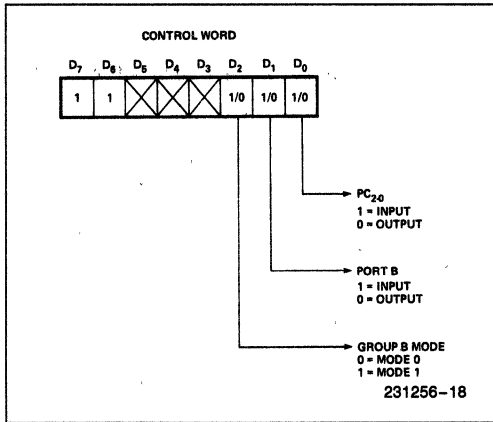 CONTROL WORD
D7 D6 D5 D4 D3 D2 D1 D0
1 1 1/0 1/0 1/0
PC2-0
1 = INPUT
0 = OUTPUT
PORT B
1 = INPUT
0 = OUTPUT
GROUP B MODE
0 = MODE 0
1 = MODE 1
231256-18